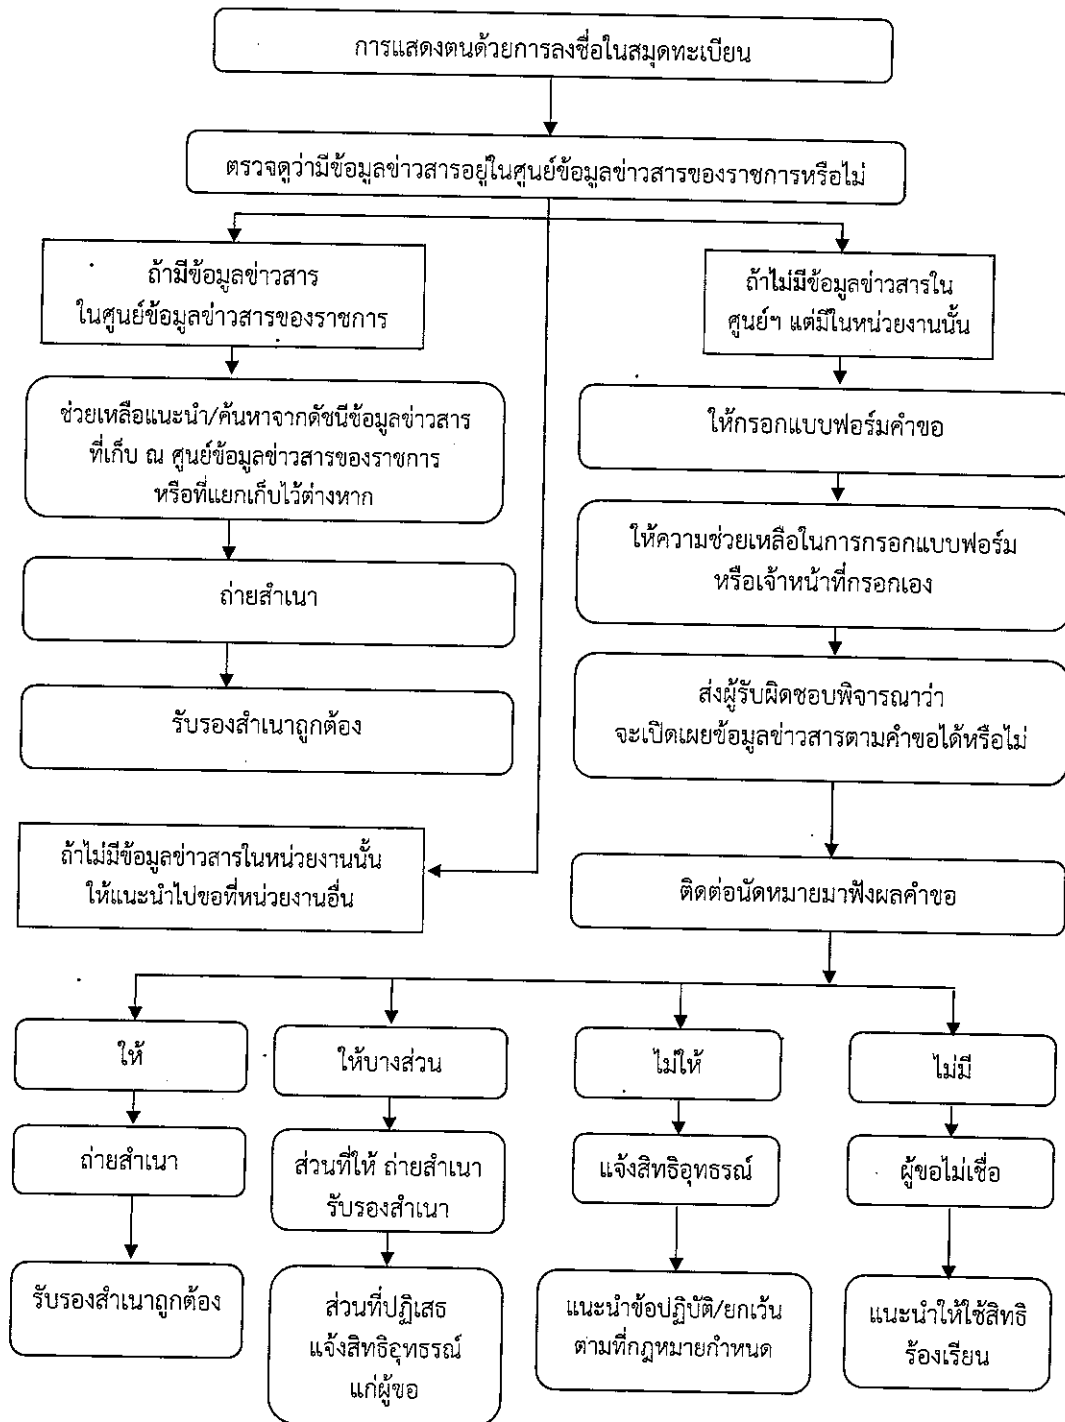 การแสดงตนด้วยการลงชื่อในสมุดทะเบียน
ตรวจดูว่ามีข้อมูลข่าวสารอยู่ในศูนย์ข้อมูลข่าวสารของราชการหรือไม่
ถ้ามีข้อมูลข่าวสาร
ในศูนย์ข้อมูลข่าวสารของราชการ
ช่วยเหลือแนะนำ/ค้นหาจากดัชนีข้อมูลข่าวสาร
ที่เก็บ ณ ศูนย์ข้อมูลข่าวสารของราชการ
หรือที่แยกเก็บไว้ต่างหาก
ถ่ายสำเนา
รับรองสำเนาถูกต้อง
ถ้าไม่มีข้อมูลข่าวสารในหน่วยงานนั้น
ให้แนะนำไปขอที่หน่วยงานอื่น
ถ้าไม่มีข้อมูลข่าวสารใน
ศูนย์ฯ แต่มีในหน่วยงานนั้น
ให้กรอกแบบฟอร์มคำขอ
ให้ความช่วยเหลือในการกรอกแบบฟอร์ม
หรือเจ้าหน้าที่กรอกเอง
ส่งผู้รับผิดชอบพิจารณาว่า
จะเปิดเผยข้อมูลข่าวสารตามคำขอได้หรือไม่
ติดต่อนัดหมายมาฟังผลคำขอ
ให้
ถ่ายสำเนา
รับรองสำเนาถูกต้อง
ให้บางส่วน
ส่วนที่ให้ ถ่ายสำเนา
รับรองสำเนา
ส่วนที่ปฏิเสธ
แจ้งสิทธิอุทธรณ์
แก่ผู้ขอ
ไม่ให้
แจ้งสิทธิอุทธรณ์
แนะนำข้อปฏิบัติ/ยกเว้น
ตามที่กฎหมายกำหนด
ไม่มี
ผู้ขอไม่เชื่อ
แนะนำให้ใช้สิทธิ
ร้องเรียน